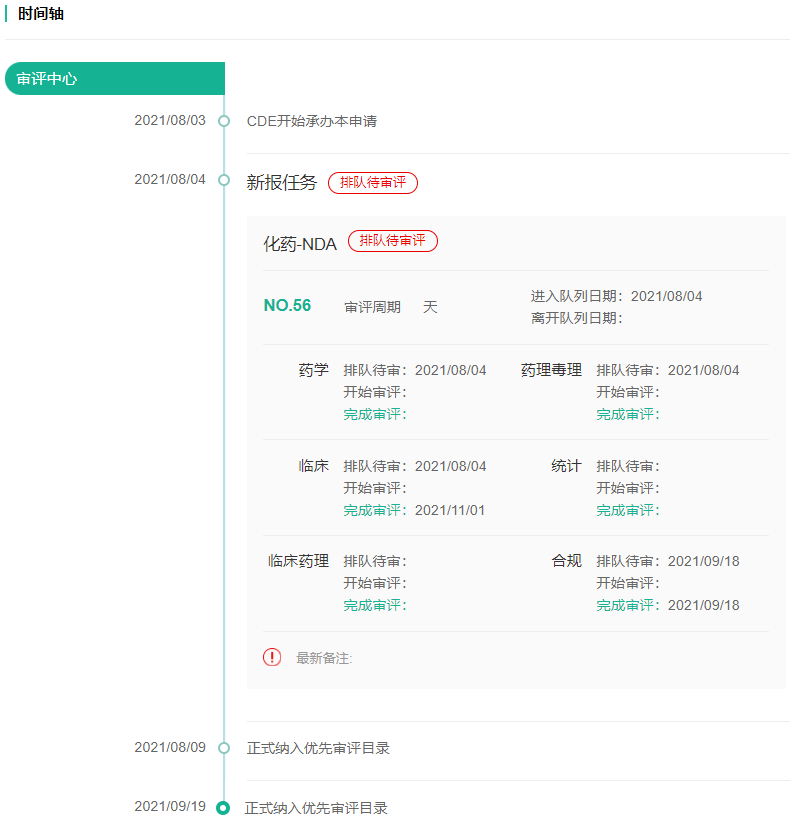 时间轴
审评中心
2021/08/03 CDE开始承办本申请
2021/08/04 新报任务 排队待审评
化药-NDA 排队待审评
NO.56 审评周期 天 进入队列日期：2021/08/04
离开队列日期：
药学 排队待审：2021/08/04 药理毒理 排队待审：2021/08/04
开始审评： 开始审评：
完成审评： 完成审评：
临床 排队待审：2021/08/04 统计 排队待审：
开始审评： 开始审评：
完成审评：2021/11/01 完成审评：
临床药理 排队待审： 合规 排队待审：2021/09/18
开始审评： 开始审评：
完成审评： 完成审评：2021/09/18
最新备注:
2021/08/09 正式纳入优先审评目录
2021/09/19 正式纳入优先审评目录